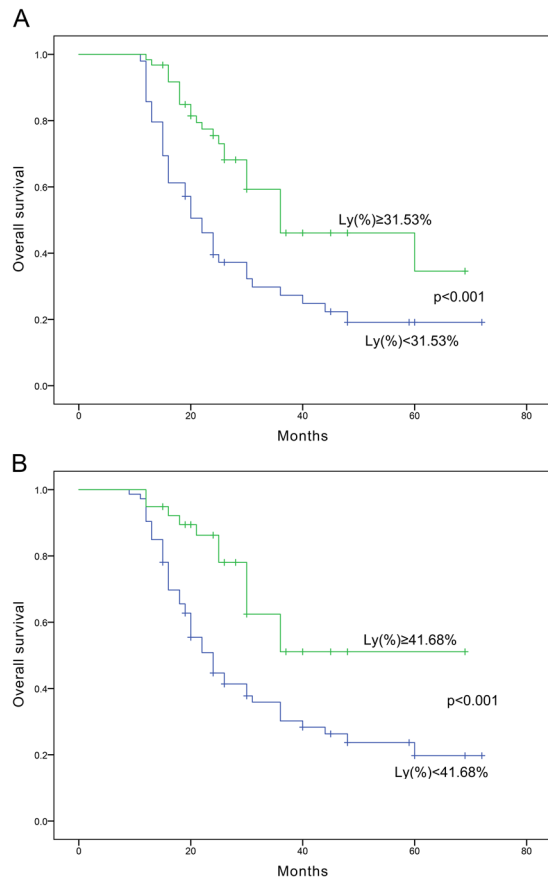 A
1.0
0.8
0.6
0.4
0.2
0.0
Overall survival
Ly(%)≥31.53%
p<0.001
Ly(%)<31.53%
0 20 40 60 80
Months
B
1.0
0.8
0.6
0.4
0.2
0.0
Overall survival
Ly(%)≥41.68%
p<0.001
Ly(%)<41.68%
0 20 40 60 80
Months